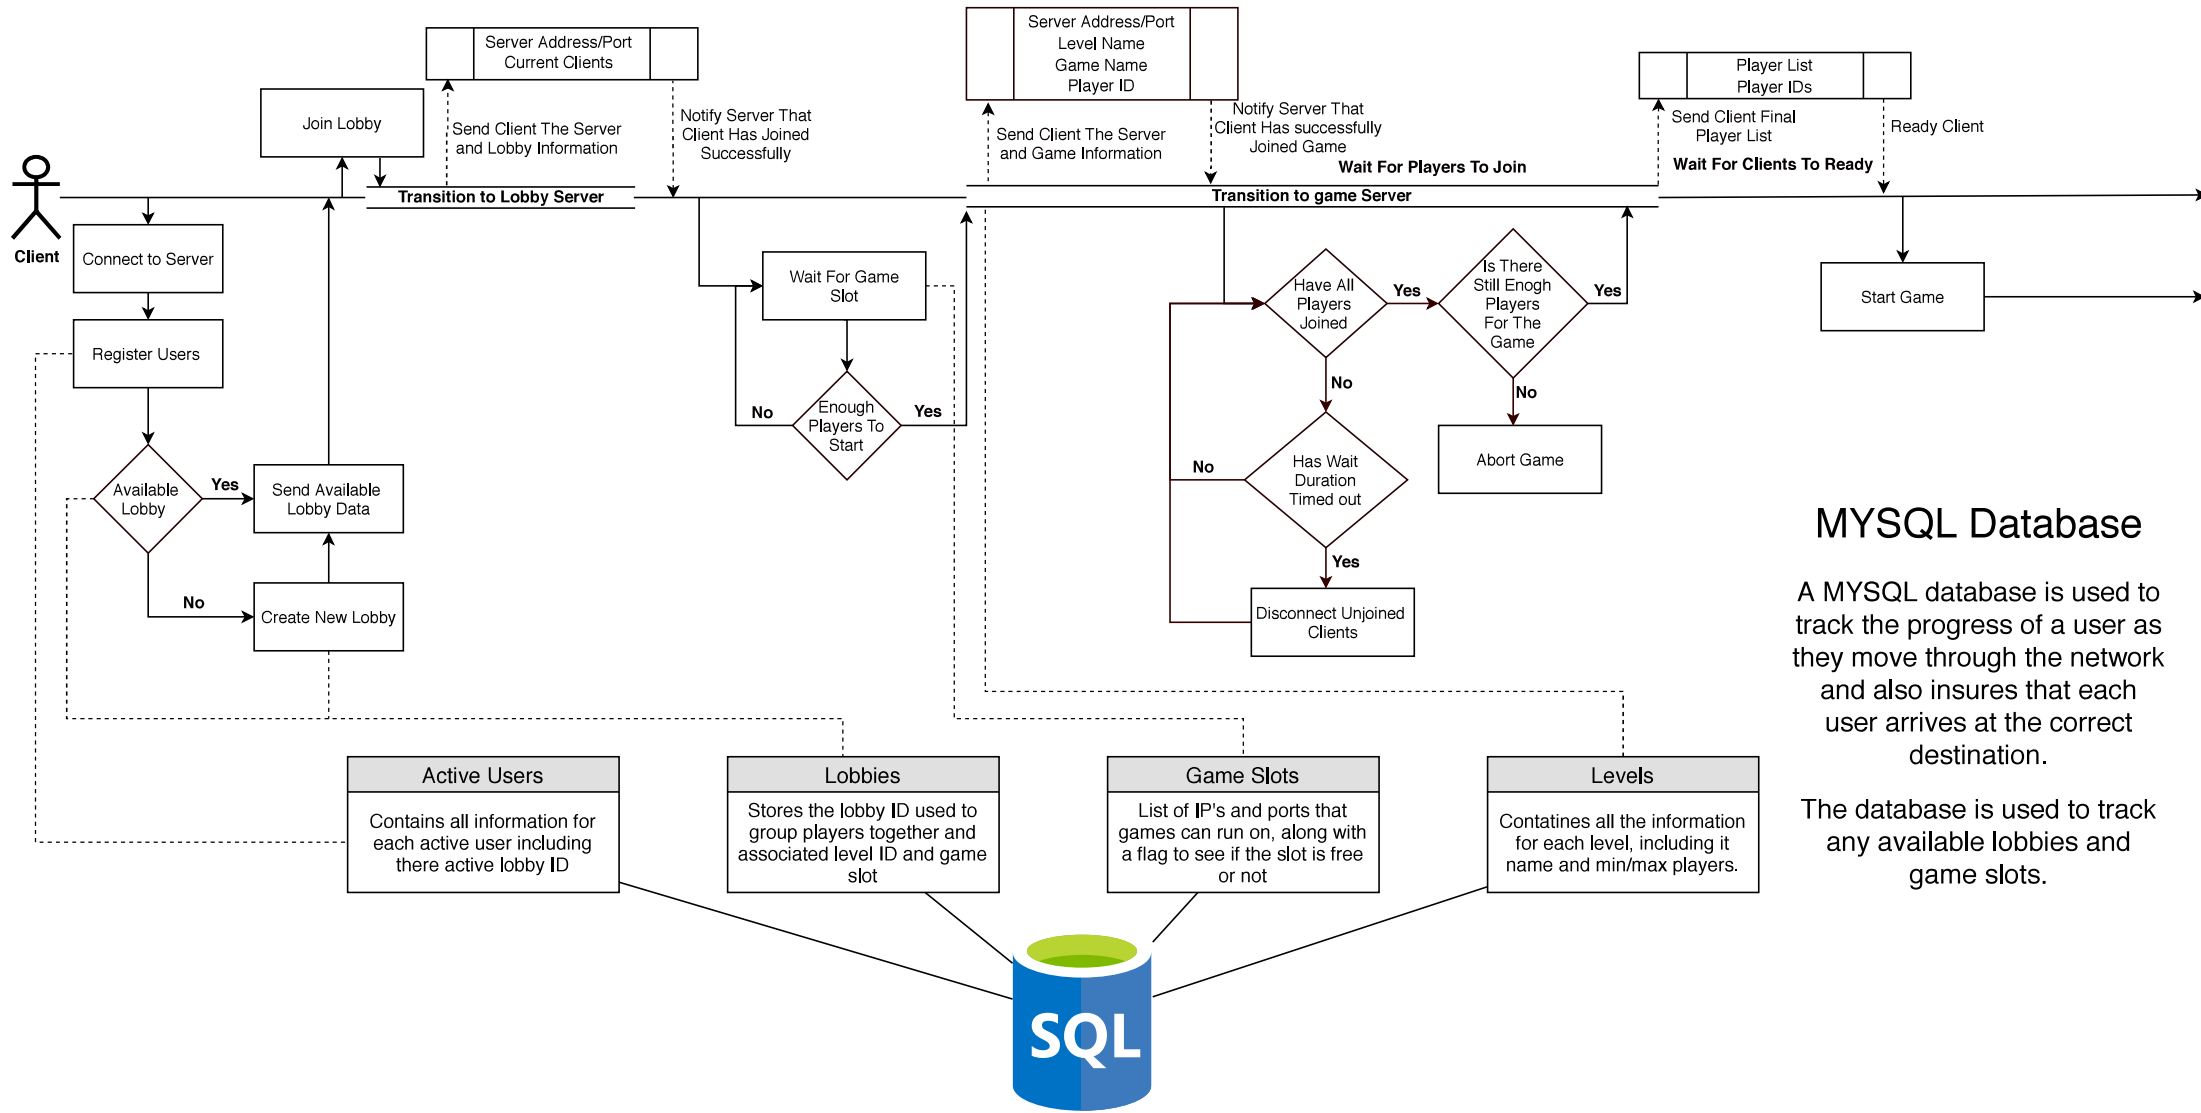 Server Address/Port
Current Clients
Server Address/Port
Level Name
Game Name
Player ID
Player List
Player IDs
Join Lobby
Send Client The Server
and Lobby Information
Notify Server That
Client Has Joined
Successfully
Send Client The Server
and Game Information
Notify Server That
Client Has successfully
Joined Game
Wait For Players To Join
Send Client Final
Player List
Ready Client
Wait For Clients To Ready
Client
Transition to Lobby Server
Transition to game Server
Connect to Server
Register Users
Available
Lobby
Yes
No
Send Available
Lobby Data
Create New Lobby
Wait For Game
Slot
Enough
Players To
Start
No
Yes
Have All
Players
Joined
Yes
No
Is There
Still Enogh
Players
For The
Game
Yes
No
Abort Game
Has Wait
Duration
Timed out
No
Yes
Disconnect Unjoined
Clients
Start Game
MYSQL Database
A MYSQL database is used to
track the progress of a user as
they move through the network
and also insures that each
user arrives at the correct
destination.
The database is used to track
any available lobbies and
game slots.
Active Users
Contains all information for
each active user including
there active lobby ID
Lobbies
Stores the lobby ID used to
group players together and
associated level ID and game
slot
Game Slots
List of IP's and ports that
games can run on, along with
a flag to see if the slot is free
or not
Levels
Contatines all the information
for each level, including it
name and min/max players.
SQL